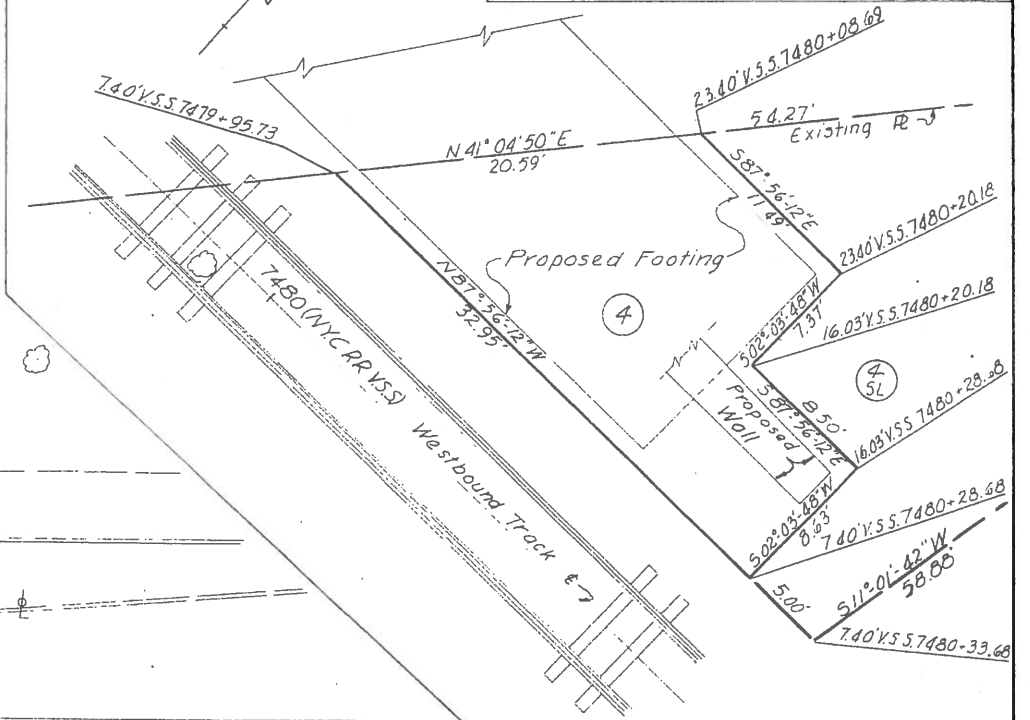 23.40' V.S.S. 7480+08.69
7.40' V.S.S. 7479+95.73
54.27'
Existing PL
N 41° 04' 50" E
20.59'
S 87°-56'-12" E
11.49'
23.40' V.S.S. 7480+20.18
Proposed Footing
7480 (N.Y.C RR V.S.S)
N 87°-56'-12" W
32.95'
4
S 02°-03'-48" W
7.37'
16.03' V.S.S. 7480+20.18
4
SL
8.50'
S 87°-56'-12" E
Proposed
Wall
16.03' V.S.S. 7480+28.68
Westbound Track ℄
S 02°-03'-48" W
8.63'
7.40' V.S.S. 7480+28.68
S 11°-01'-42" W
58.88'
5.00'
7.40' V.S.S. 7480+33.68